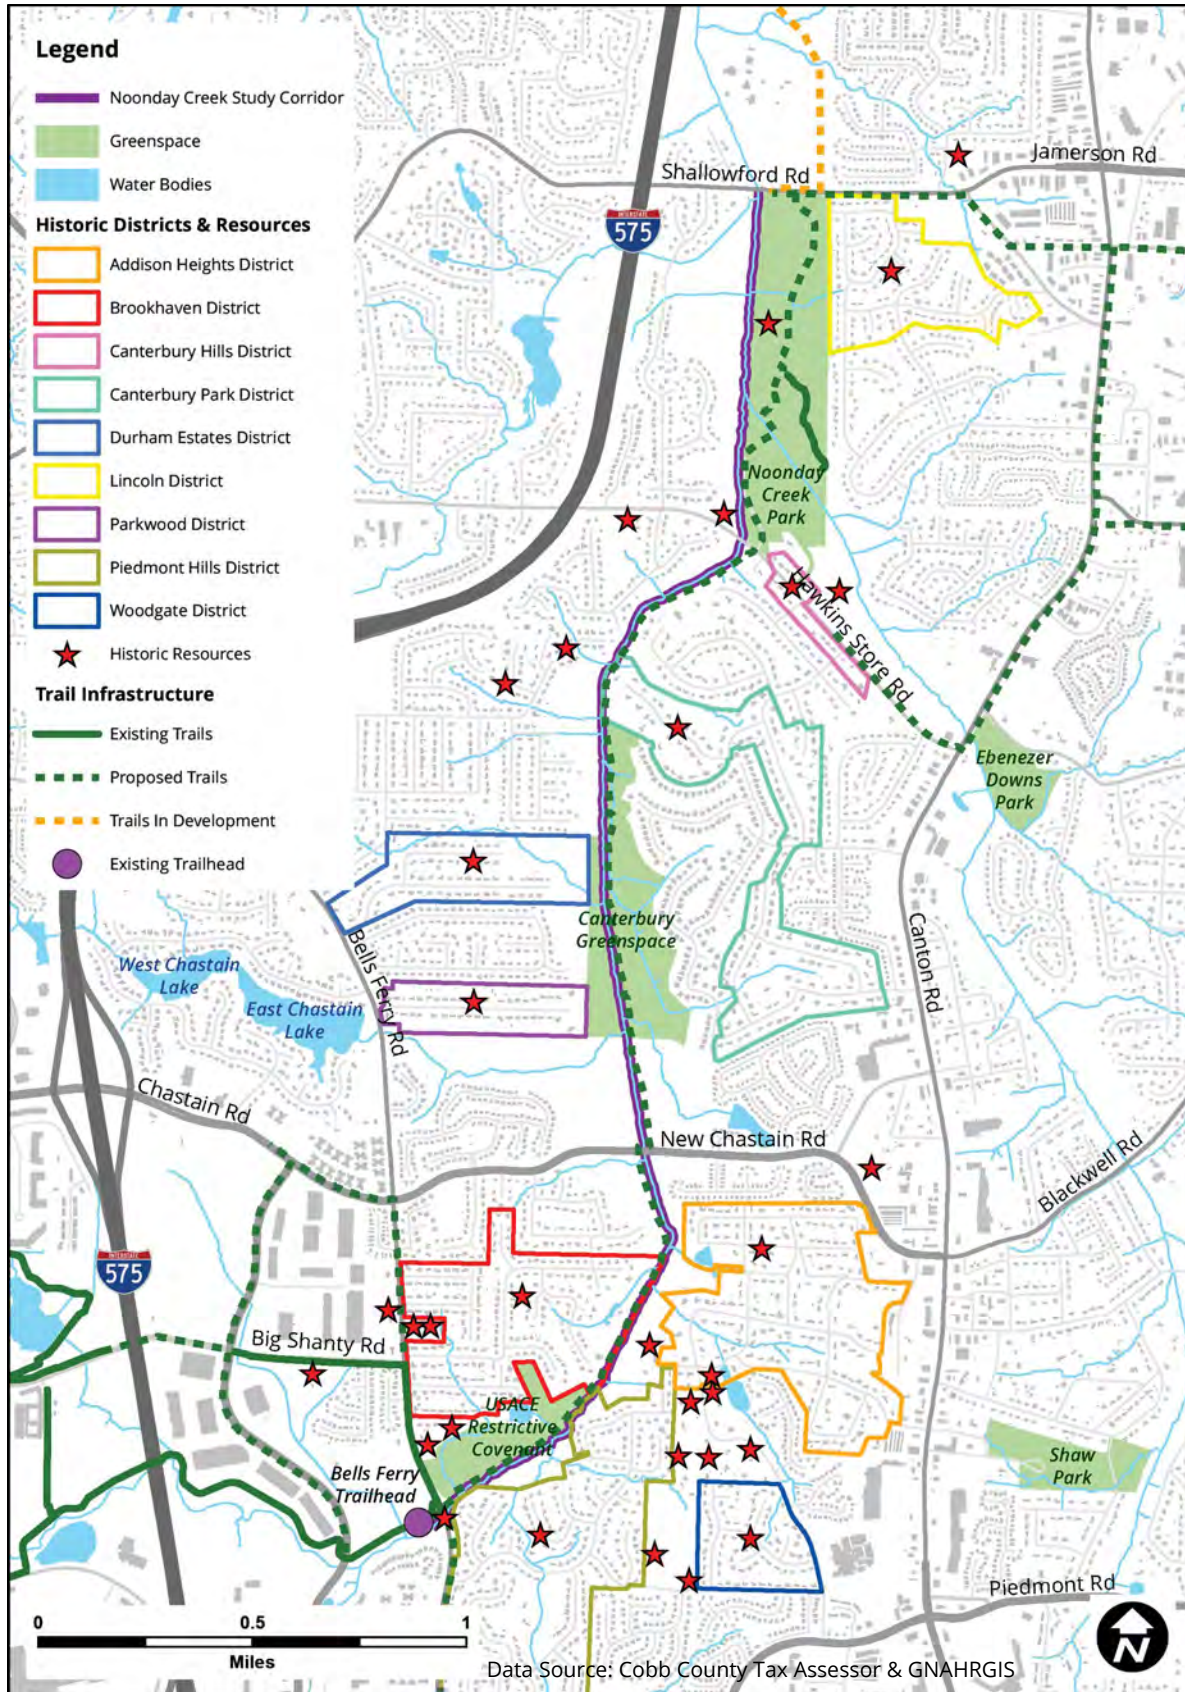 Legend
Noonday Creek Study Corridor
Greenspace
Water Bodies
Historic Districts & Resources
Addison Heights District
Brookhaven District
Canterbury Hills District
Canterbury Park District
Durham Estates District
Lincoln District
Parkwood District
Piedmont Hills District
Woodgate District
Historic Resources
Trail Infrastructure
Existing Trails
Proposed Trails
Trails In Development
Existing Trailhead
Shallowford Rd
Jamerson Rd
INTERSTATE
575
Noonday
Creek
Park
Hawkins Store Rd
Ebenezer
Downs
Park
Canterbury
Greenspace
Canton Rd
Bells Ferry Rd
West Chastain
Lake
East Chastain
Lake
Chastain Rd
New Chastain Rd
Blackwell Rd
INTERSTATE
575
Big Shanty Rd
USACE
Restrictive
Covenant
Bells Ferry
Trailhead
Shaw
Park
Piedmont Rd
0 0.5 1
Miles
N
Data Source: Cobb County Tax Assessor & GNAHRGIS